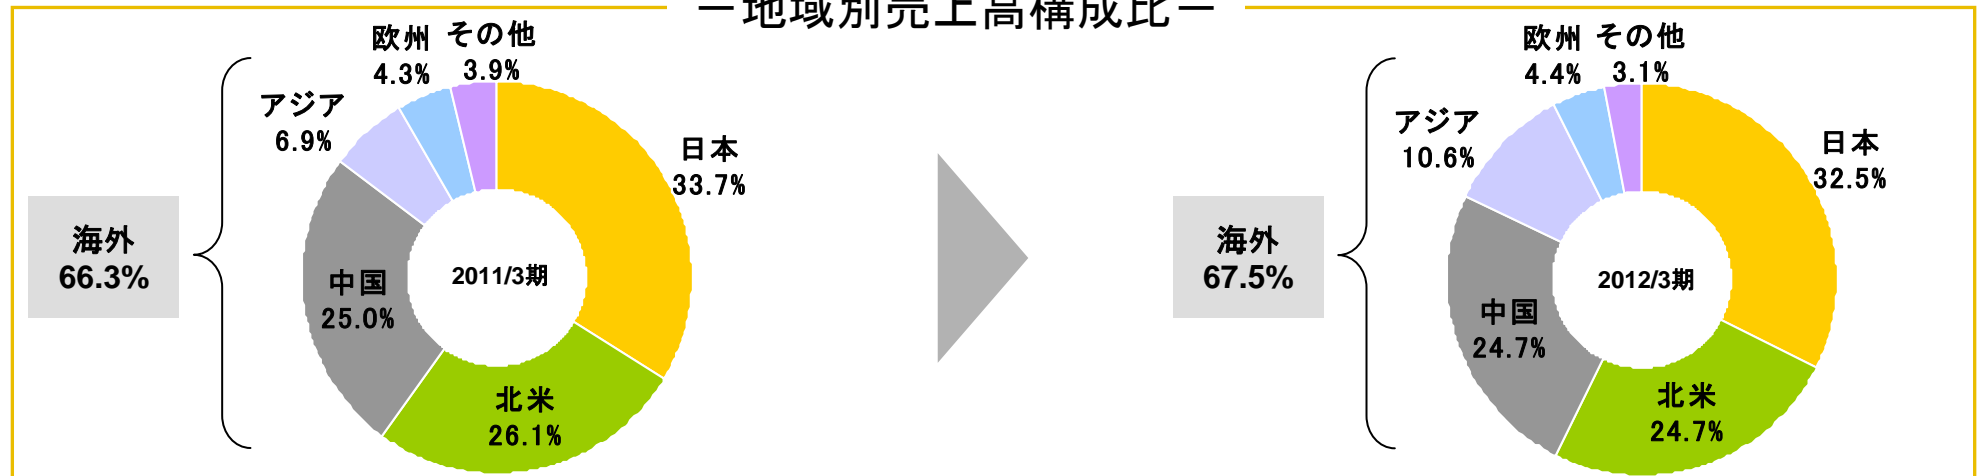 －地域別売上高構成比－
欧州
4.3%
その他
3.9%
アジア
6.9%
日本
33.7%
海外
66.3%
中国
25.0%
2011/3期
北米
26.1%
欧州
4.4%
その他
3.1%
アジア
10.6%
日本
32.5%
海外
67.5%
中国
24.7%
2012/3期
北米
24.7%